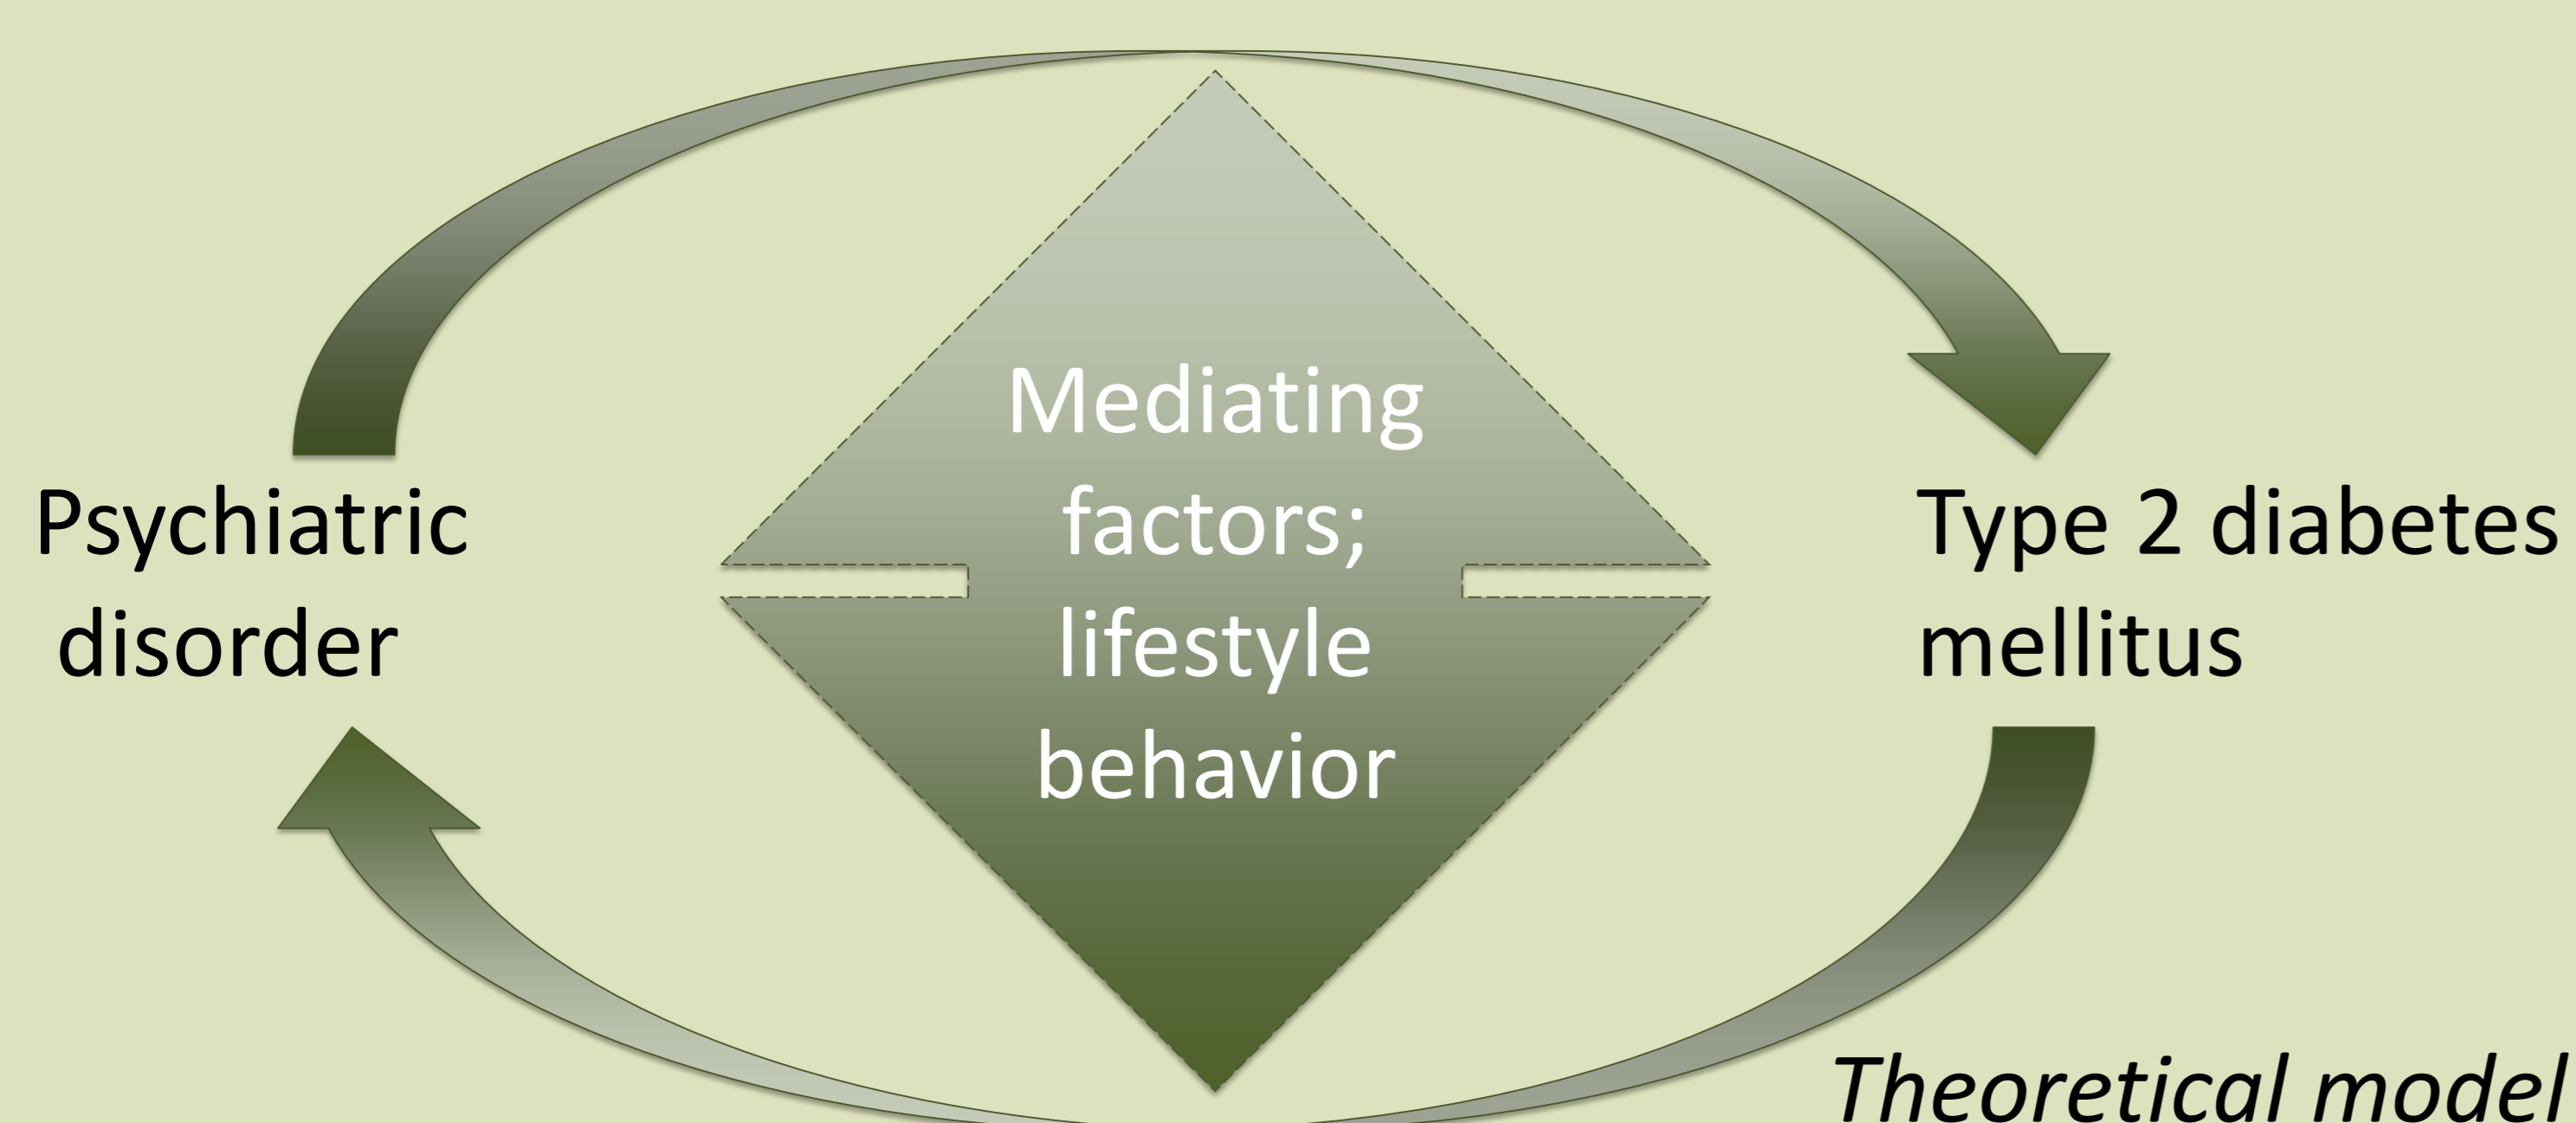 Psychiatric
disorder
Mediating
factors;
lifestyle
behavior
Type 2 diabetes
mellitus
Theoretical model